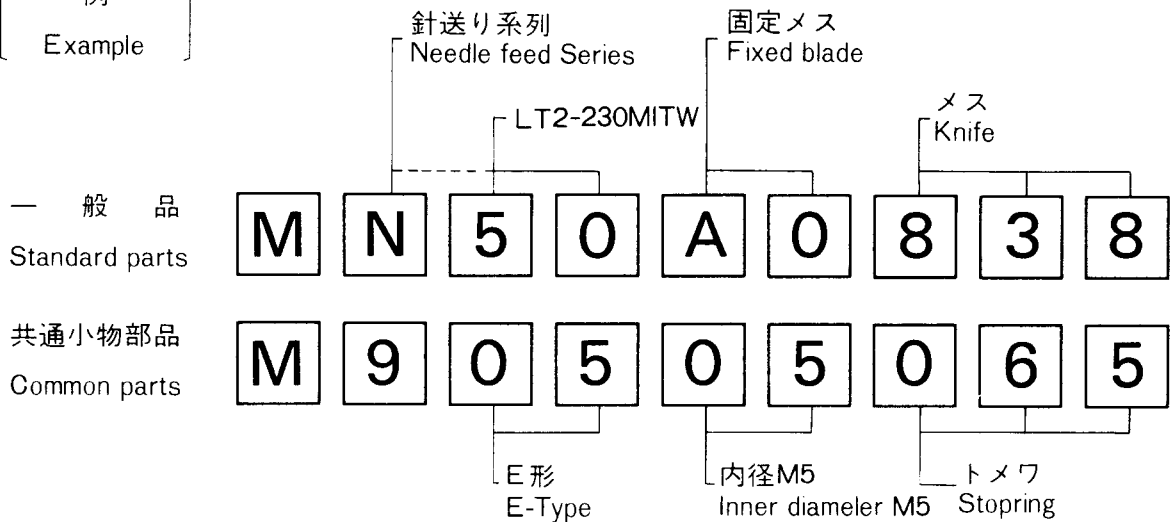 例
Example
針送り系列
Needle feed Series
固定メス
Fixed blade
LT2-230MITW
メス
Knife
一般品
Standard parts
M N 5 0 A 0 8 3 8
共通小物部品
Common parts
M 9 0 5 0 5 0 6 5
E形
E-Type
内径M5
Inner diameler M5
トメワ
Stopring